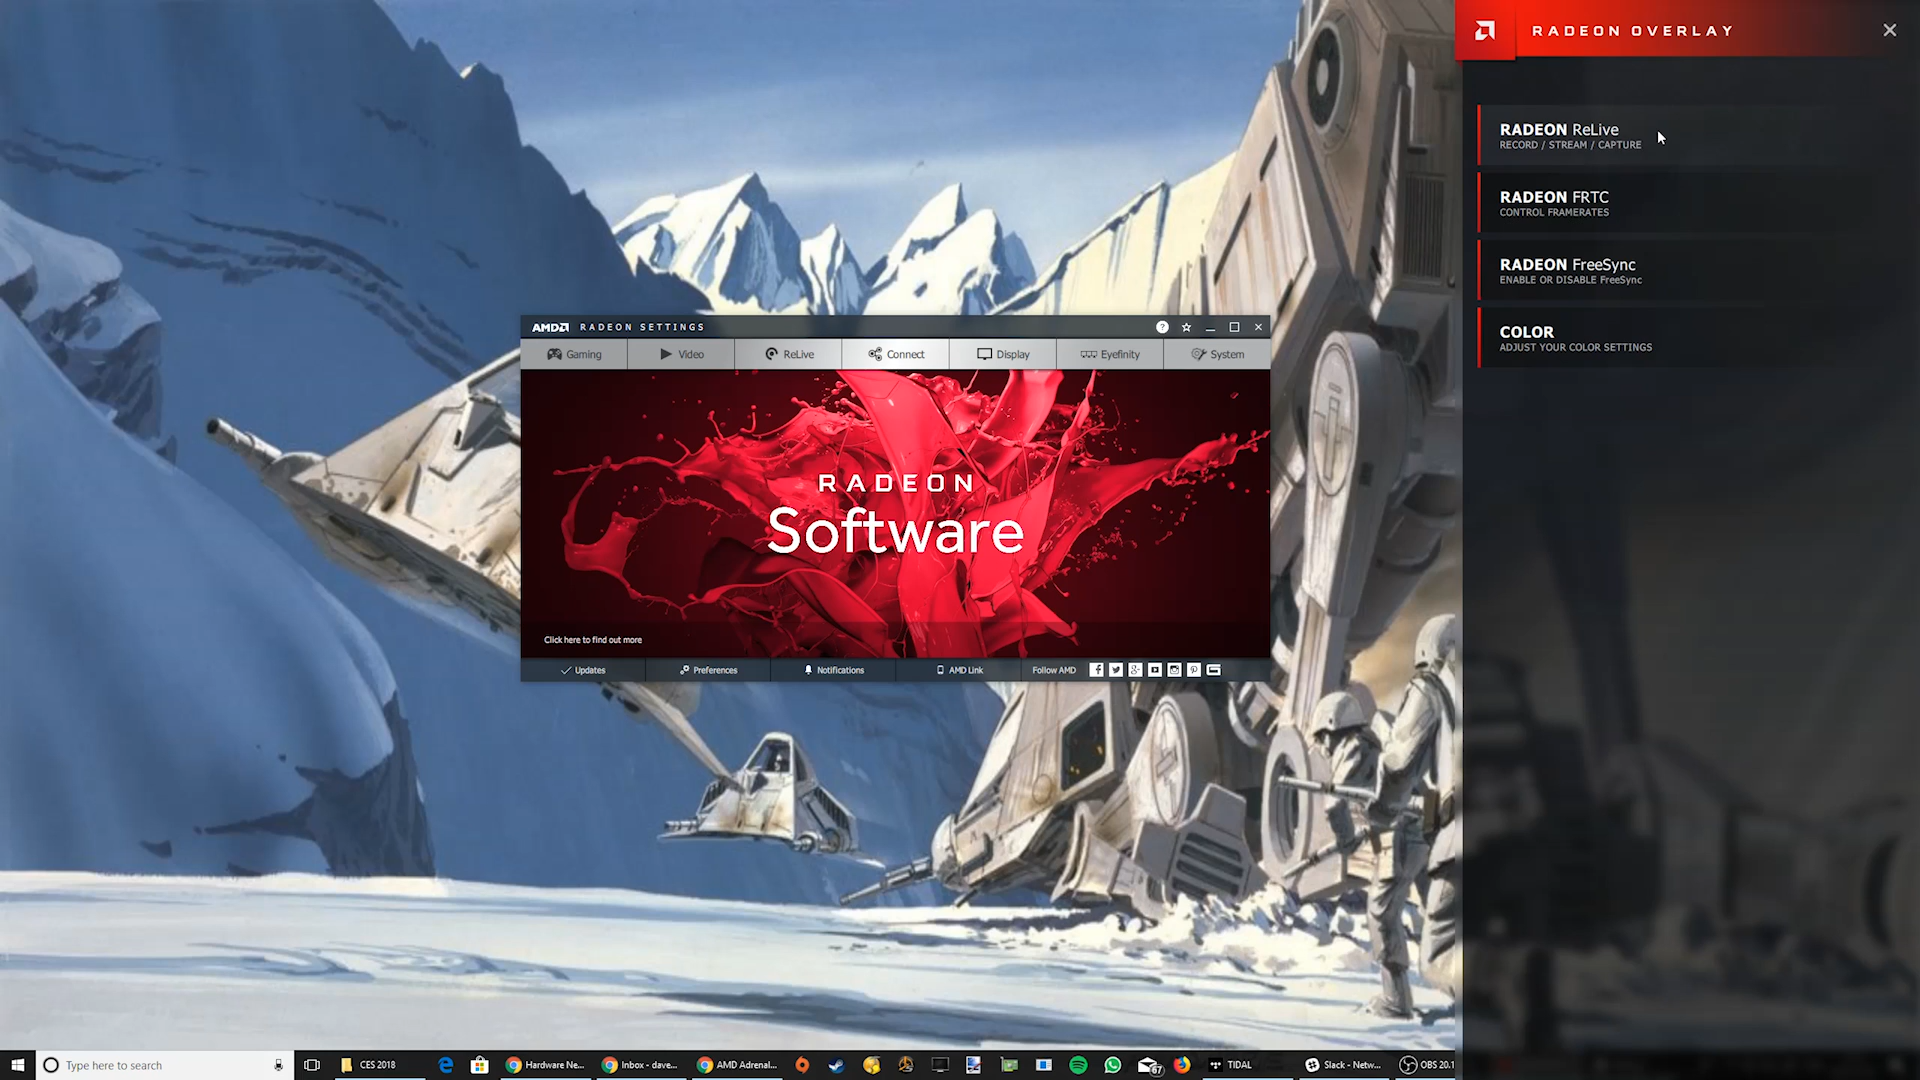 RADEON OVERLAY
RADEON ReLive
RECORD / STREAM / CAPTURE
RADEON FRTC
CONTROL FRAMERATES
RADEON FreeSync
ENABLE OR DISABLE FreeSync
COLOR
ADJUST YOUR COLOR SETTINGS
AMD RADEON SETTINGS
Gaming Video ReLive Connect Display Eyefinity System
RADEON
Software
Click here to find out more
Updates Preferences Notifications AMD Link Follow AMD
Type here to search
CES 2018
Hardware Ne...
Inbox - dave...
AMD Adrenal...
67
TIDAL
Slack - Netw...
OBS 20.1